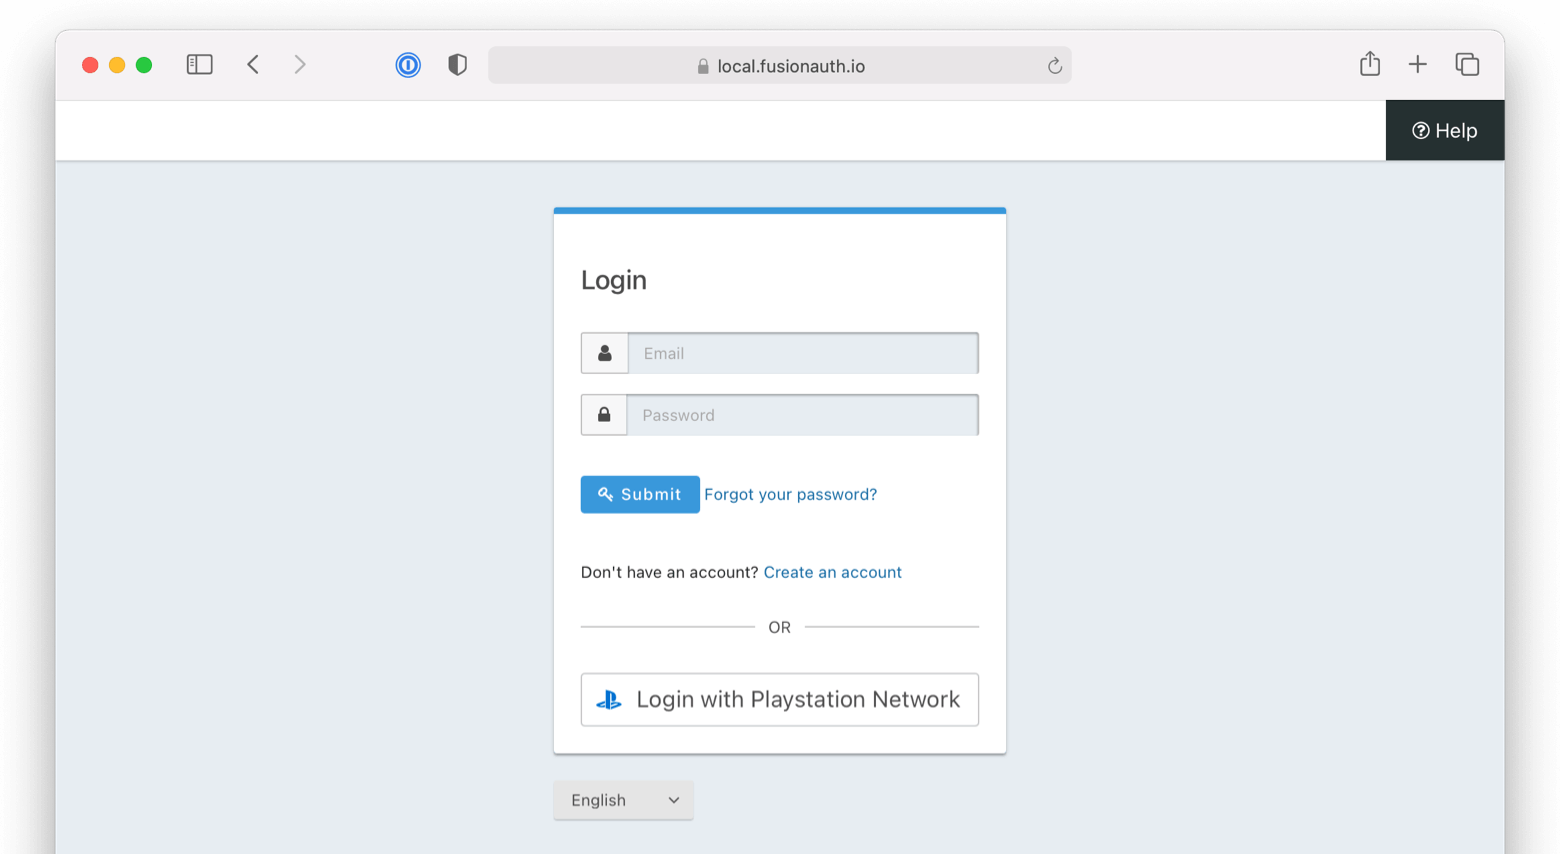 local.fusionauth.io
Help
Login
Email
Password
Submit Forgot your password?
Don't have an account? Create an account
OR
Login with Playstation Network
English